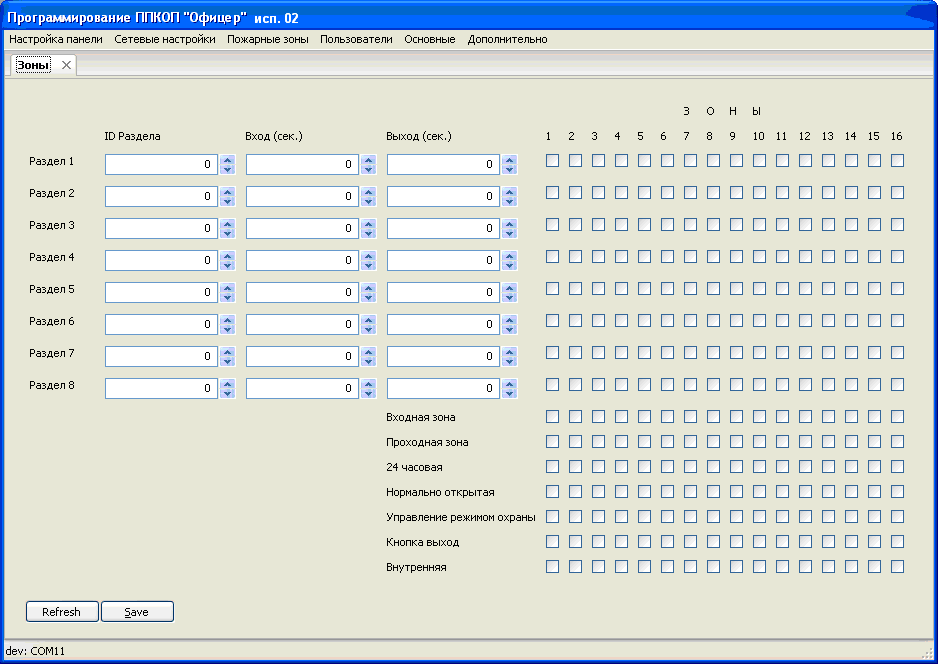 Программирование ППКОП "Офицер" исп. 02
Настройка панели Сетевые настройки Пожарные зоны Пользователи Основные Дополнительно
Зоны
З О Н Ы
ID Раздела Вход (сек.) Выход (сек.) 1 2 3 4 5 6 7 8 9 10 11 12 13 14 15 16
Раздел 1 0 0 0
Раздел 2 0 0 0
Раздел 3 0 0 0
Раздел 4 0 0 0
Раздел 5 0 0 0
Раздел 6 0 0 0
Раздел 7 0 0 0
Раздел 8 0 0 0
Входная зона
Проходная зона
24 часовая
Нормально открытая
Управление режимом охраны
Кнопка выход
Внутренняя
Refresh Save
dev: COM11